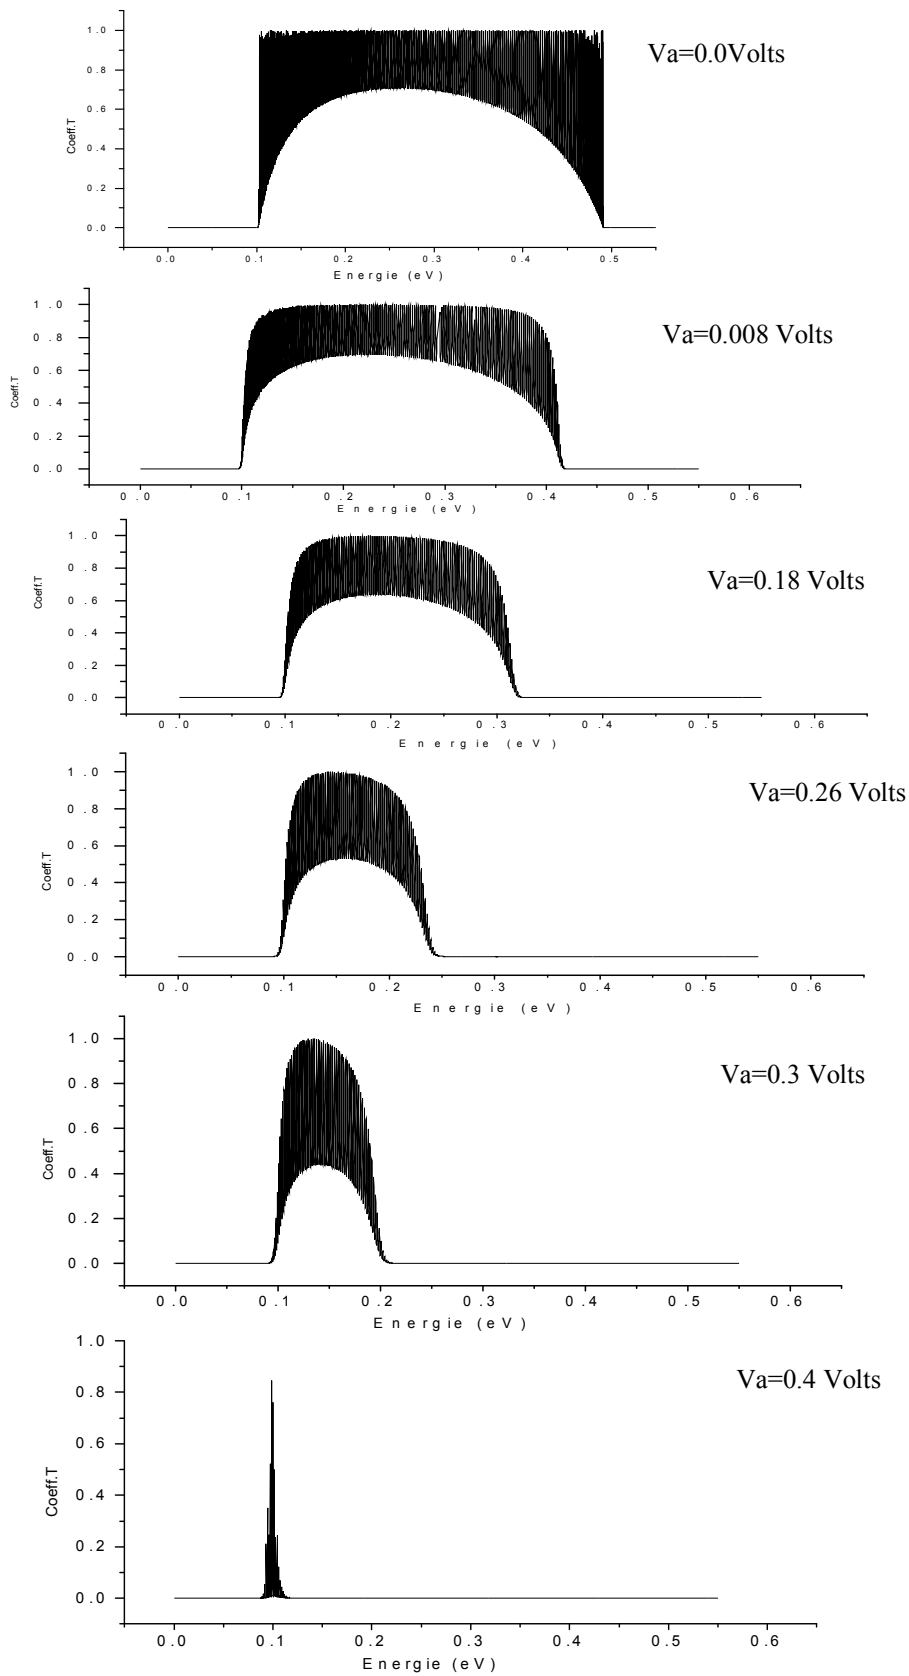 Va=0.0Volts
1.0
0.8
0.6
0.4
0.2
0.0
Coeff.T
0.0 0.1 0.2 0.3 0.4 0.5
Energie (eV)
Va=0.008 Volts
1.0
0.8
0.6
0.4
0.2
0.0
Coeff.T
0.0 0.1 0.2 0.3 0.4 0.5 0.6
Energie (eV)
Va=0.18 Volts
1.0
0.8
0.6
0.4
0.2
0.0
Coeff.T
0.0 0.1 0.2 0.3 0.4 0.5 0.6
Energie (eV)
Va=0.26 Volts
1.0
0.8
0.6
0.4
0.2
0.0
Coeff.T
0.0 0.1 0.2 0.3 0.4 0.5 0.6
Energie (eV)
Va=0.3 Volts
1.0
0.8
0.6
0.4
0.2
0.0
Coeff.T
0.0 0.1 0.2 0.3 0.4 0.5 0.6
Energie (eV)
Va=0.4 Volts
1.0
0.8
0.6
0.4
0.2
0.0
Coeff.T
0.0 0.1 0.2 0.3 0.4 0.5 0.6
Energie (eV)